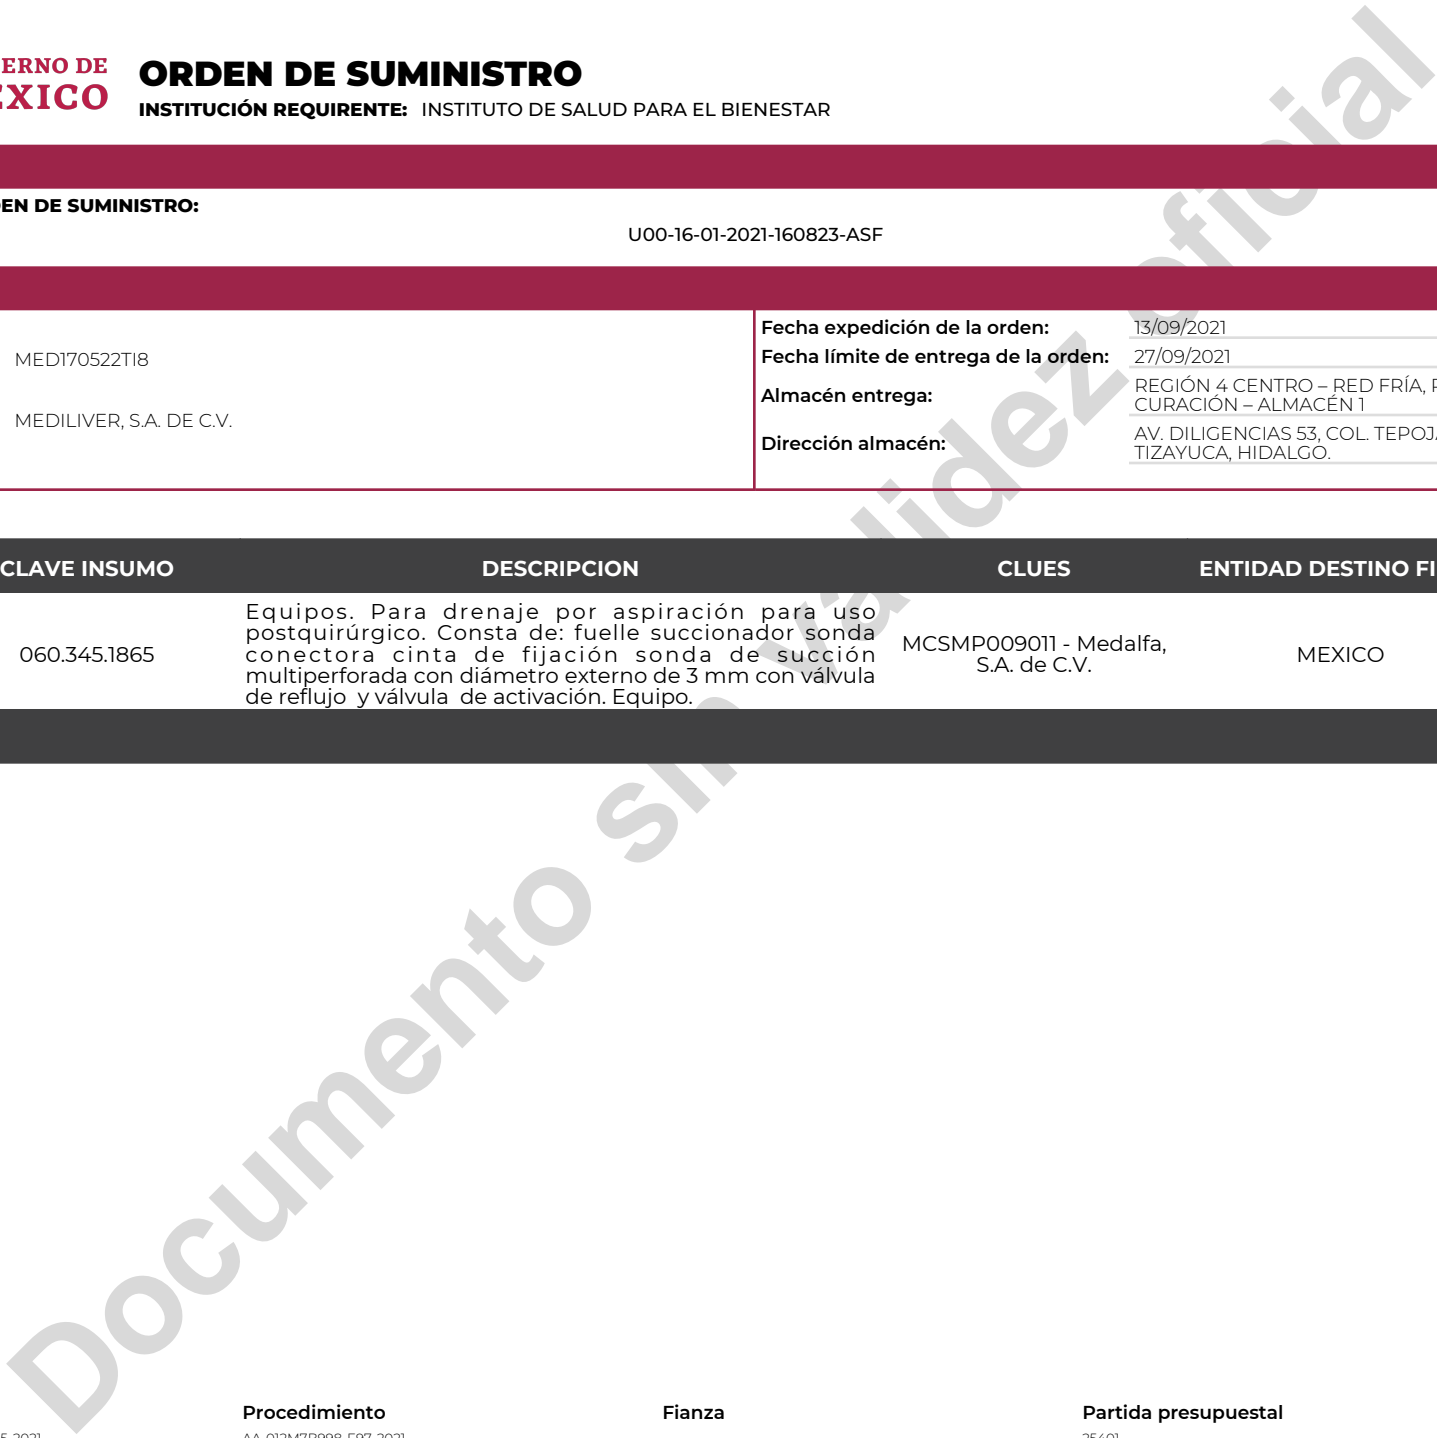 ERNO DE
EXICO
ORDEN DE SUMINISTRO
INSTITUCIÓN REQUIRENTE: INSTITUTO DE SALUD PARA EL BIENESTAR
EN DE SUMINISTRO:
U00-16-01-2021-160823-ASF
MED170522TI8
MEDILIVER, S.A. DE C.V.
Fecha expedición de la orden: 13/09/2021
Fecha límite de entrega de la orden: 27/09/2021
Almacén entrega: REGIÓN 4 CENTRO – RED FRÍA,
CURACIÓN – ALMACÉN 1
Dirección almacén: AV. DILIGENCIAS 53, COL. TEPOJ
TIZAYUCA, HIDALGO.
CLAVE INSUMO DESCRIPCION CLUES ENTIDAD DESTINO FI
060.345.1865
Equipos. Para drenaje por aspiración para uso
postquirúrgico. Consta de: fuelle succionador sonda
conectora cinta de fijación sonda de succión
multiperforada con diámetro externo de 3 mm con válvula
de reflujo y válvula de activación. Equipo.
MCSMP009011 - Medalfa,
S.A. de C.V.
MEXICO
Documento sin validez oficial
Procedimiento Fianza Partida presupuestal